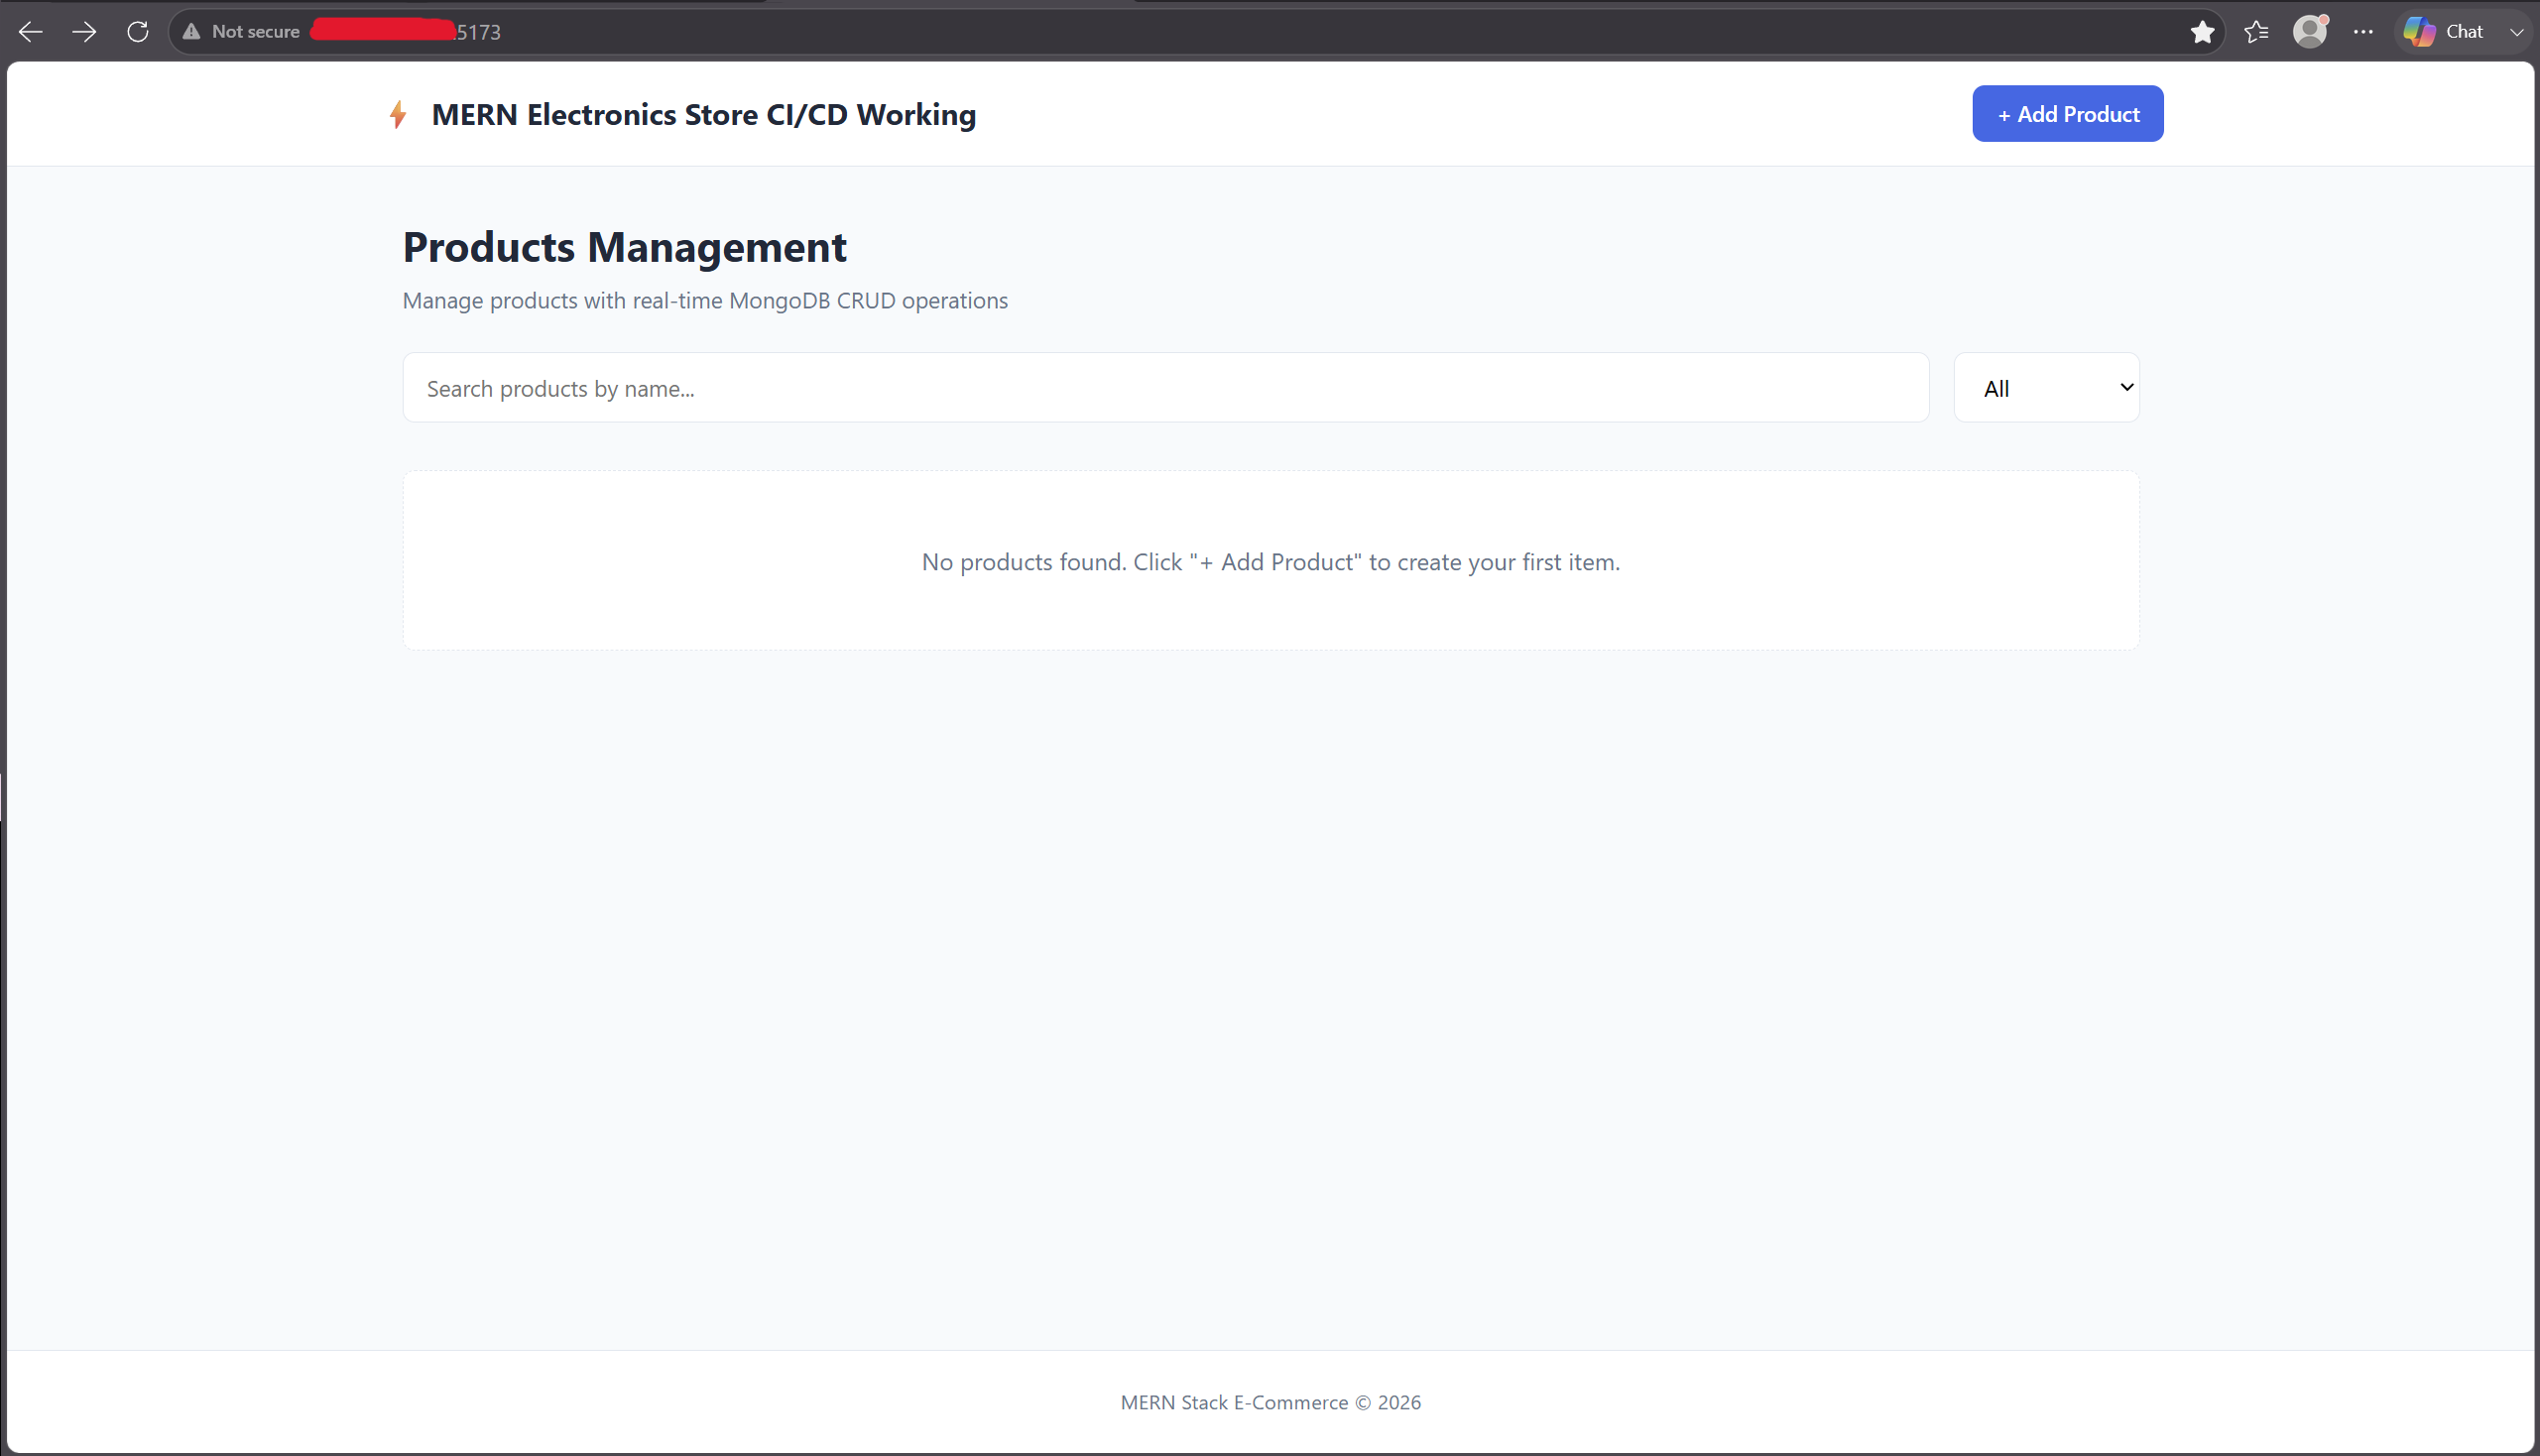 Not secure
5173
Chat
MERN Electronics Store CI/CD Working
+ Add Product
Products Management
Manage products with real-time MongoDB CRUD operations
Search products by name...
All
No products found. Click "+ Add Product" to create your first item.
MERN Stack E-Commerce © 2026